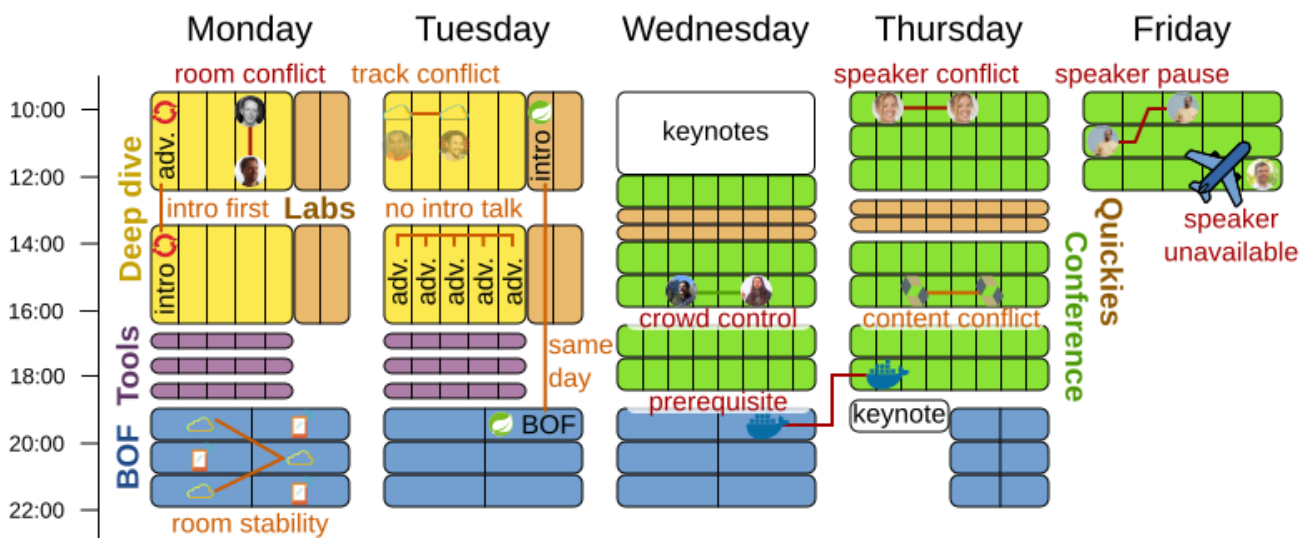 Monday
Tuesday
Wednesday
Thursday
Friday
room conflict
track conflict
speaker conflict
speaker pause
10:00
12:00
14:00
16:00
18:00
20:00
22:00
Deep dive
Tools
BOF
adv.
intro first
Labs
intro
room stability
intro
no intro talk
adv.
adv.
adv.
adv.
adv.
same
day
BOF
keynotes
crowd control
prerequisite
content conflict
keynote
Quickies
Conference
speaker
unavailable